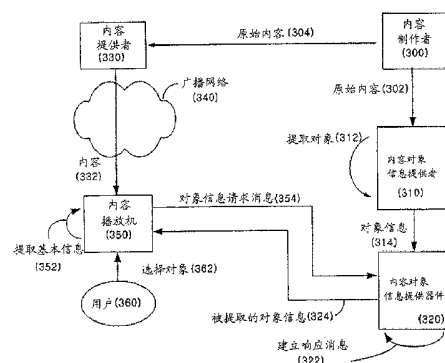 内容
提供者
(330)
原始内容(304)
内容
制作者
(300)
广播网络
(340)
原始内容(302)
提取对象(312)
内容对象
信息提供者
(310)
内容
332
内容
播放机
(350)
对象信息请求消息(354)
对象信息
(314)
提取基本信息
(352)
选择对象(362)
内容对象
信息提供器件
(320)
用户(360)
被提取的对象信息(324)
建立响应消息
(322)